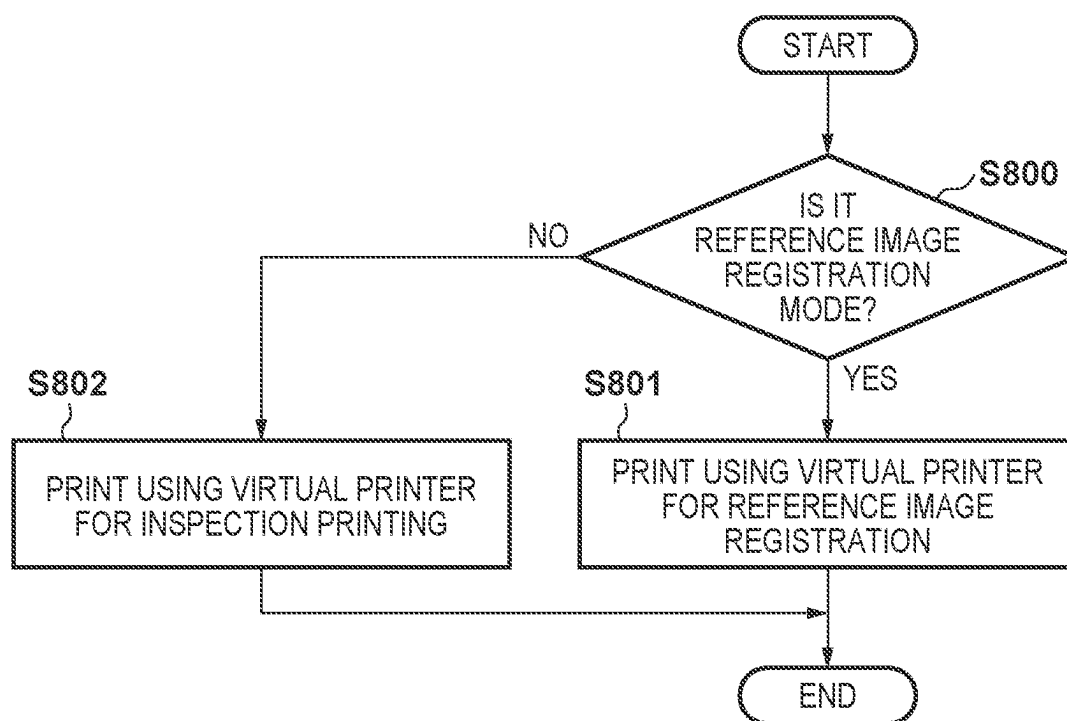 START
S800
IS IT
REFERENCE IMAGE
REGISTRATION
MODE?
NO
YES
S802
S801
PRINT USING VIRTUAL PRINTER
FOR INSPECTION PRINTING
PRINT USING VIRTUAL PRINTER
FOR REFERENCE IMAGE
REGISTRATION
END